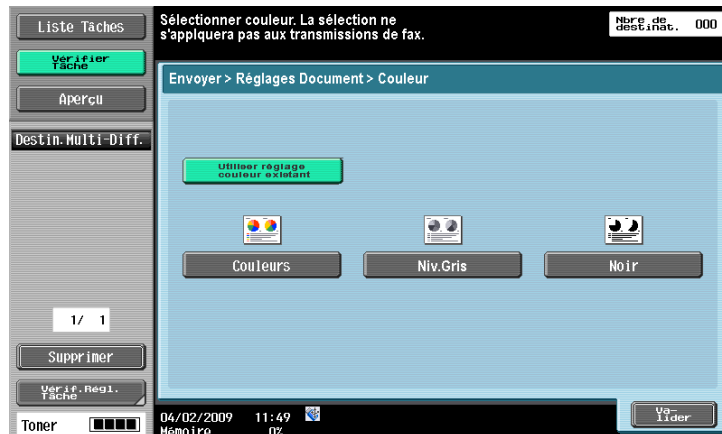 Liste Tâches
Sélectionner couleur. La sélection ne
s'applquera pas aux transmissions de fax.
Nbre de
destinat.
000
Vérifier
Tâche
Envoyer > Réglages Document > Couleur
Aperçu
Destin.Multi-Diff.
Utiliser réglage
couleur existant
Couleurs
Niv.Gris
Noir
1/ 1
Supprimer
Vérif.Régl.
Tâche
Toner
04/02/2009 11:49
Mémoire 0%
Va-
lider